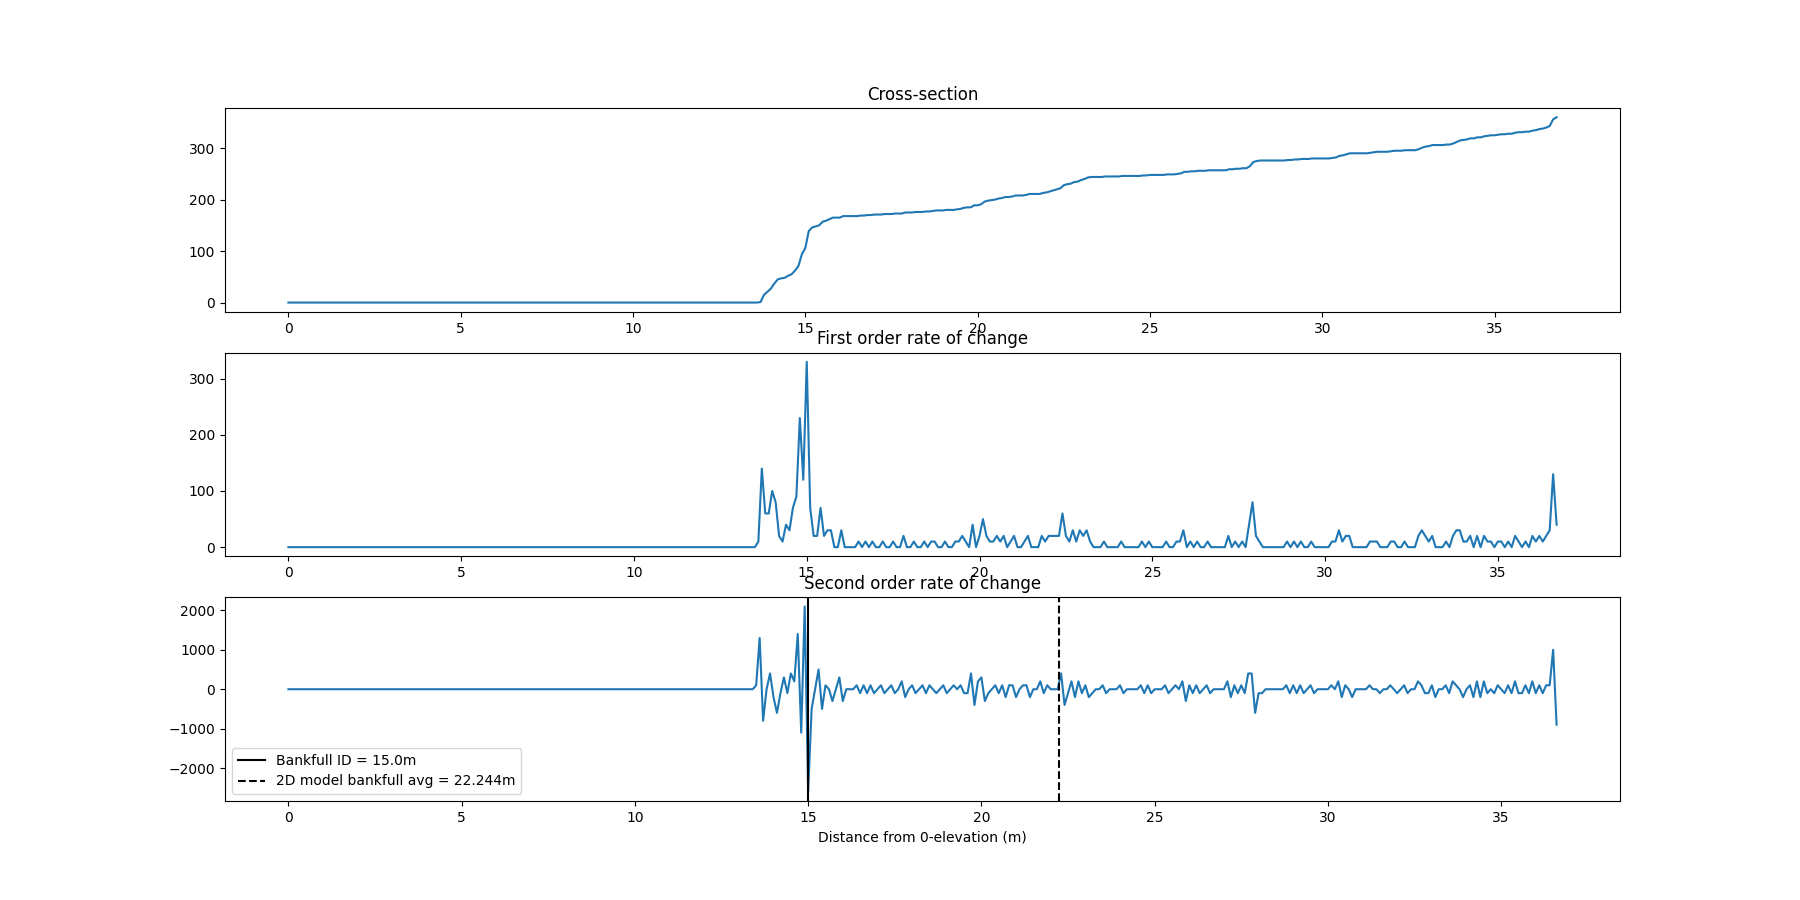 Cross-section
300
200
100
0
0 5 10 15 20 25 30 35
First order rate of change
300
200
100
0
0 5 10 15 20 25 30 35
Second order rate of change
2000
1000
0
−1000
−2000
Bankfull ID = 15.0m
2D model bankfull avg = 22.244m
0 5 10 15 20 25 30 35
Distance from 0-elevation (m)